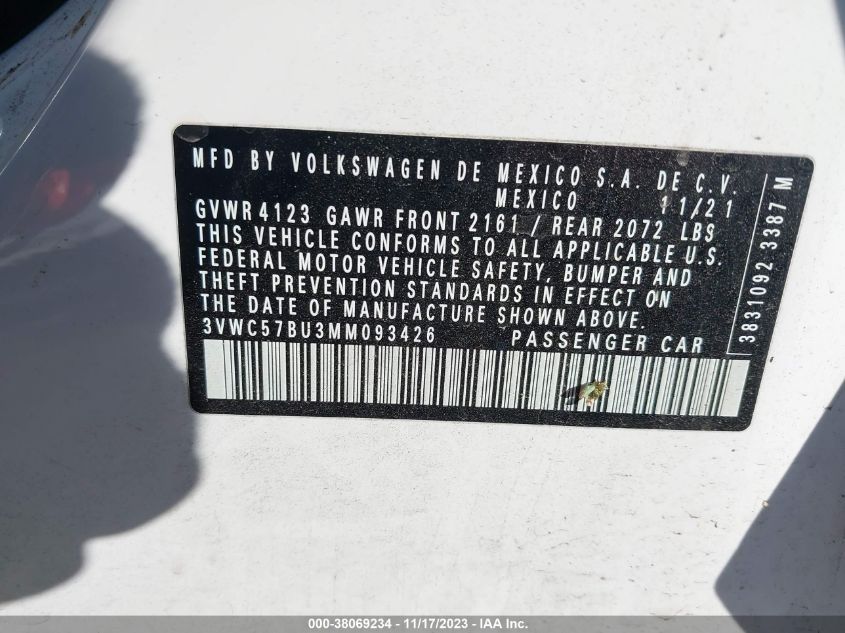 MFD BY VOLKSWAGEN DE MEXICO S.A. DE C.V.
MEXICO 11/21
GVWR 4123 GAWR FRONT 2161 / REAR 2072 LBS
THIS VEHICLE CONFORMS TO ALL APPLICABLE U.S.
FEDERAL MOTOR VEHICLE SAFETY, BUMPER AND
THEFT PREVENTION STANDARDS IN EFFECT ON
THE DATE OF MANUFACTURE SHOWN ABOVE.
3VWC57BU3MM093426 PASSENGER CAR
3831092 3387 M
000-38069234 - 11/17/2023 - IAA Inc.